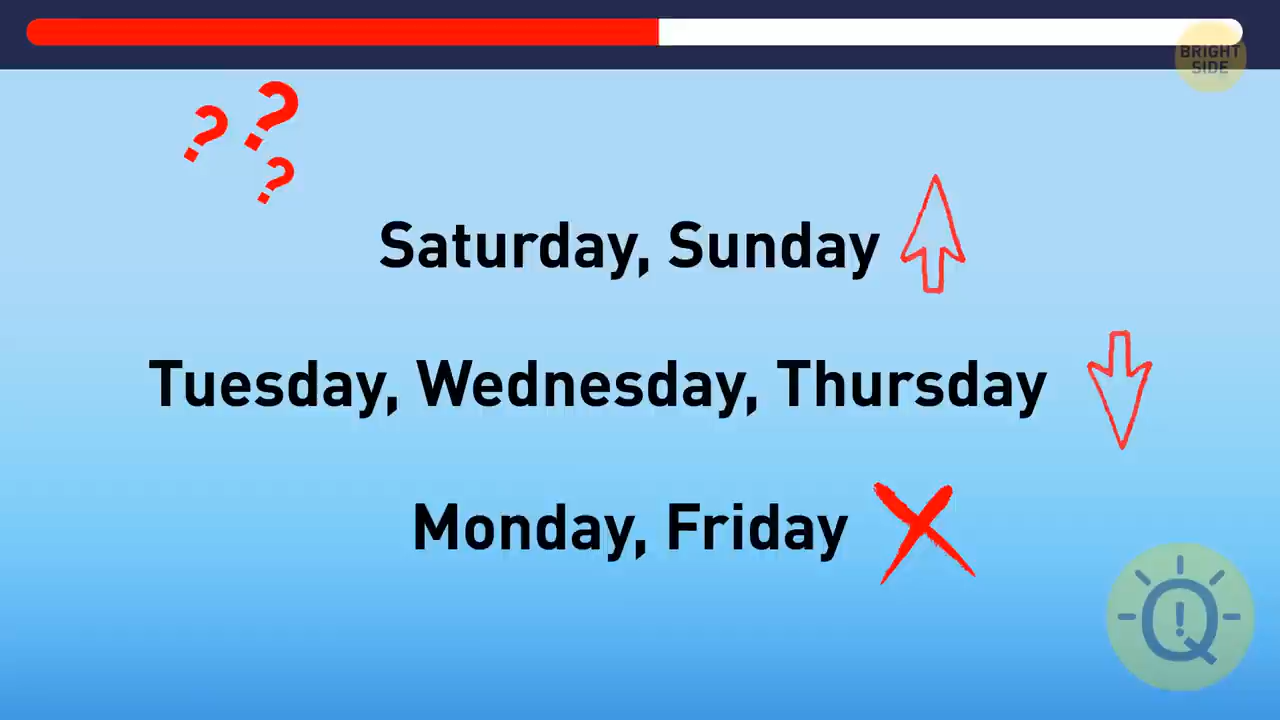 BRIGHT
SIDE
? ? ?
Saturday, Sunday
Tuesday, Wednesday, Thursday
Monday, Friday
Q!